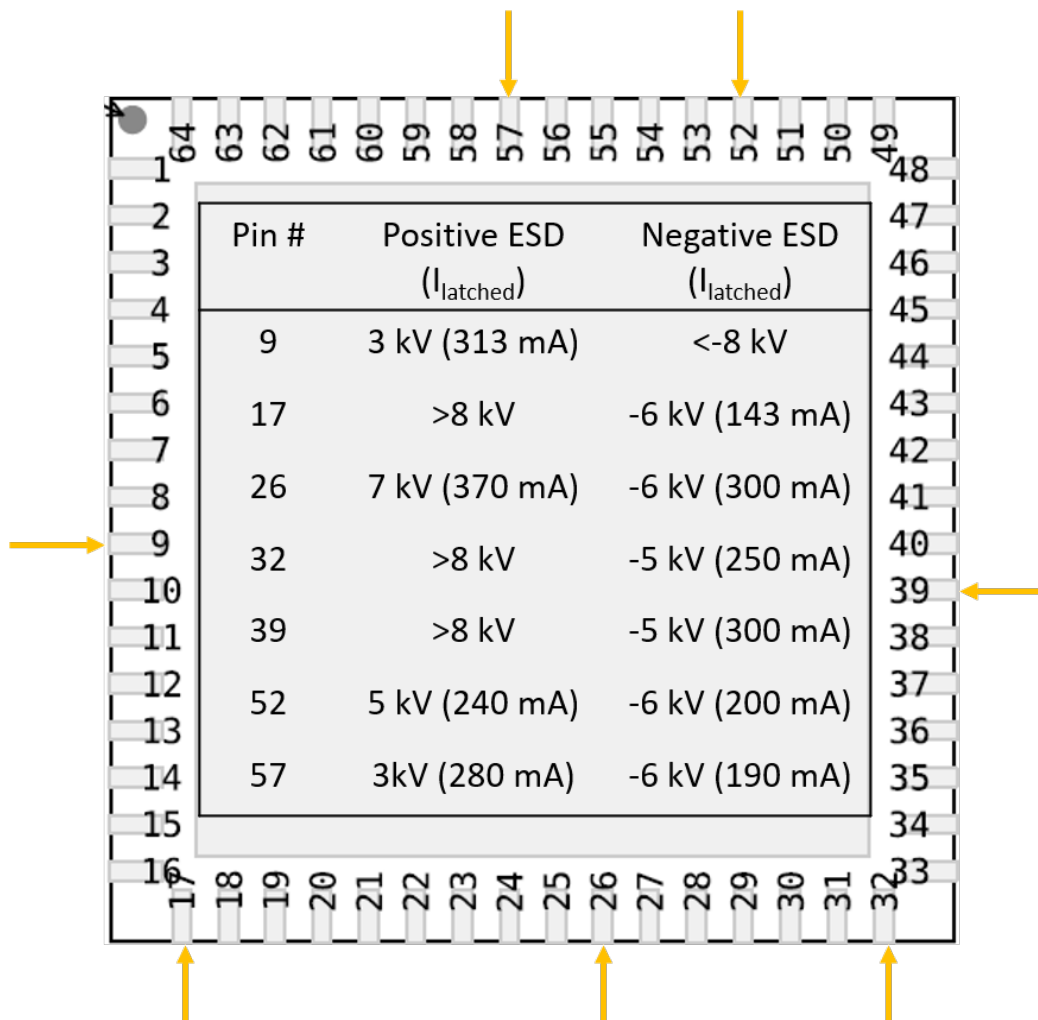 64 63 62 61 60 59 58 57 56 55 54 53 52 51 50 49
1 48
2 47
3 46
4 45
5 44
6 43
7 42
8 41
9 40
10 39
11 38
12 37
13 36
14 35
15 34
16 33
17 18 19 20 21 22 23 24 25 26 27 28 29 30 31 32
Pin # Positive ESD Negative ESD
(Ilatched) (Ilatched)
9 3 kV (313 mA) <-8 kV
17 >8 kV -6 kV (143 mA)
26 7 kV (370 mA) -6 kV (300 mA)
32 >8 kV -5 kV (250 mA)
39 >8 kV -5 kV (300 mA)
52 5 kV (240 mA) -6 kV (200 mA)
57 3kV (280 mA) -6 kV (190 mA)